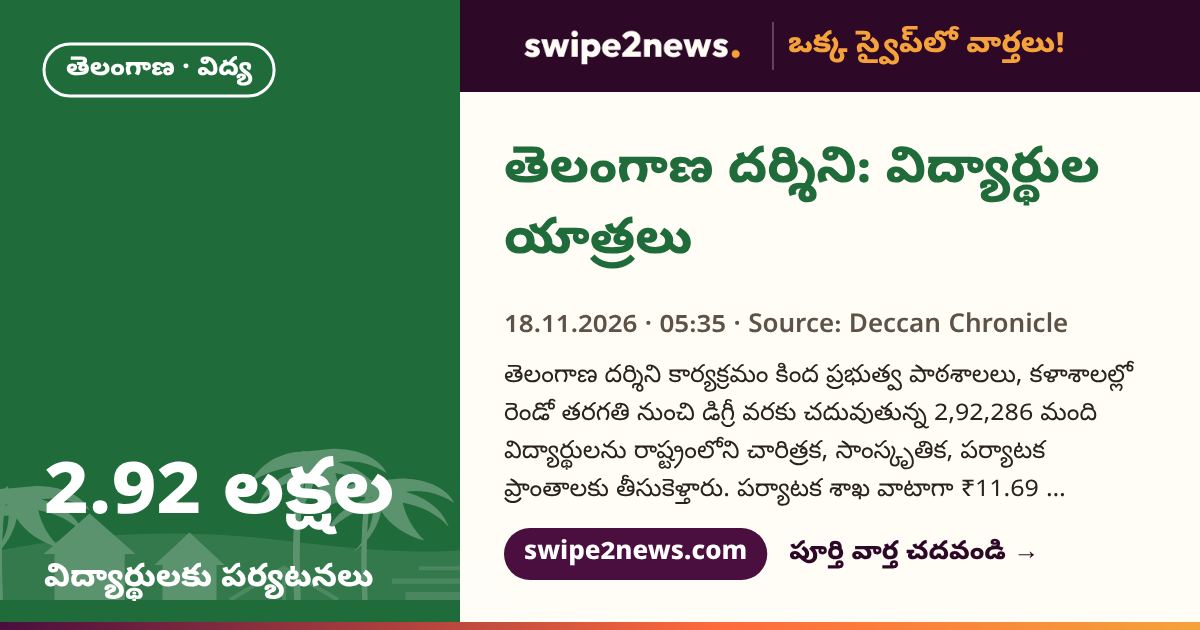 తెలంగాణ · విద్య
2.92 లక్షల
విద్యార్థులకు పర్యటనలు
swipe2news. ఒక్క స్వైప్‌లో వార్తలు!
తెలంగాణ దర్శిని: విద్యార్థుల
యాత్రలు
18.11.2026 · 05:35 · Source: Deccan Chronicle
తెలంగాణ దర్శిని కార్యక్రమం కింద ప్రభుత్వ పాఠశాలలు, కళాశాలల్లో
రెండో తరగతి నుంచి డిగ్రీ వరకు చదువుతున్న 2,92,286 మంది
విద్యార్థులను రాష్ట్రంలోని చారిత్రక, సాంస్కృతిక, పర్యాటక
ప్రాంతాలకు తీసుకెళ్తారు. పర్యాటక శాఖ వాటాగా ₹11.69 ...
swipe2news.com పూర్తి వార్త చదవండి →